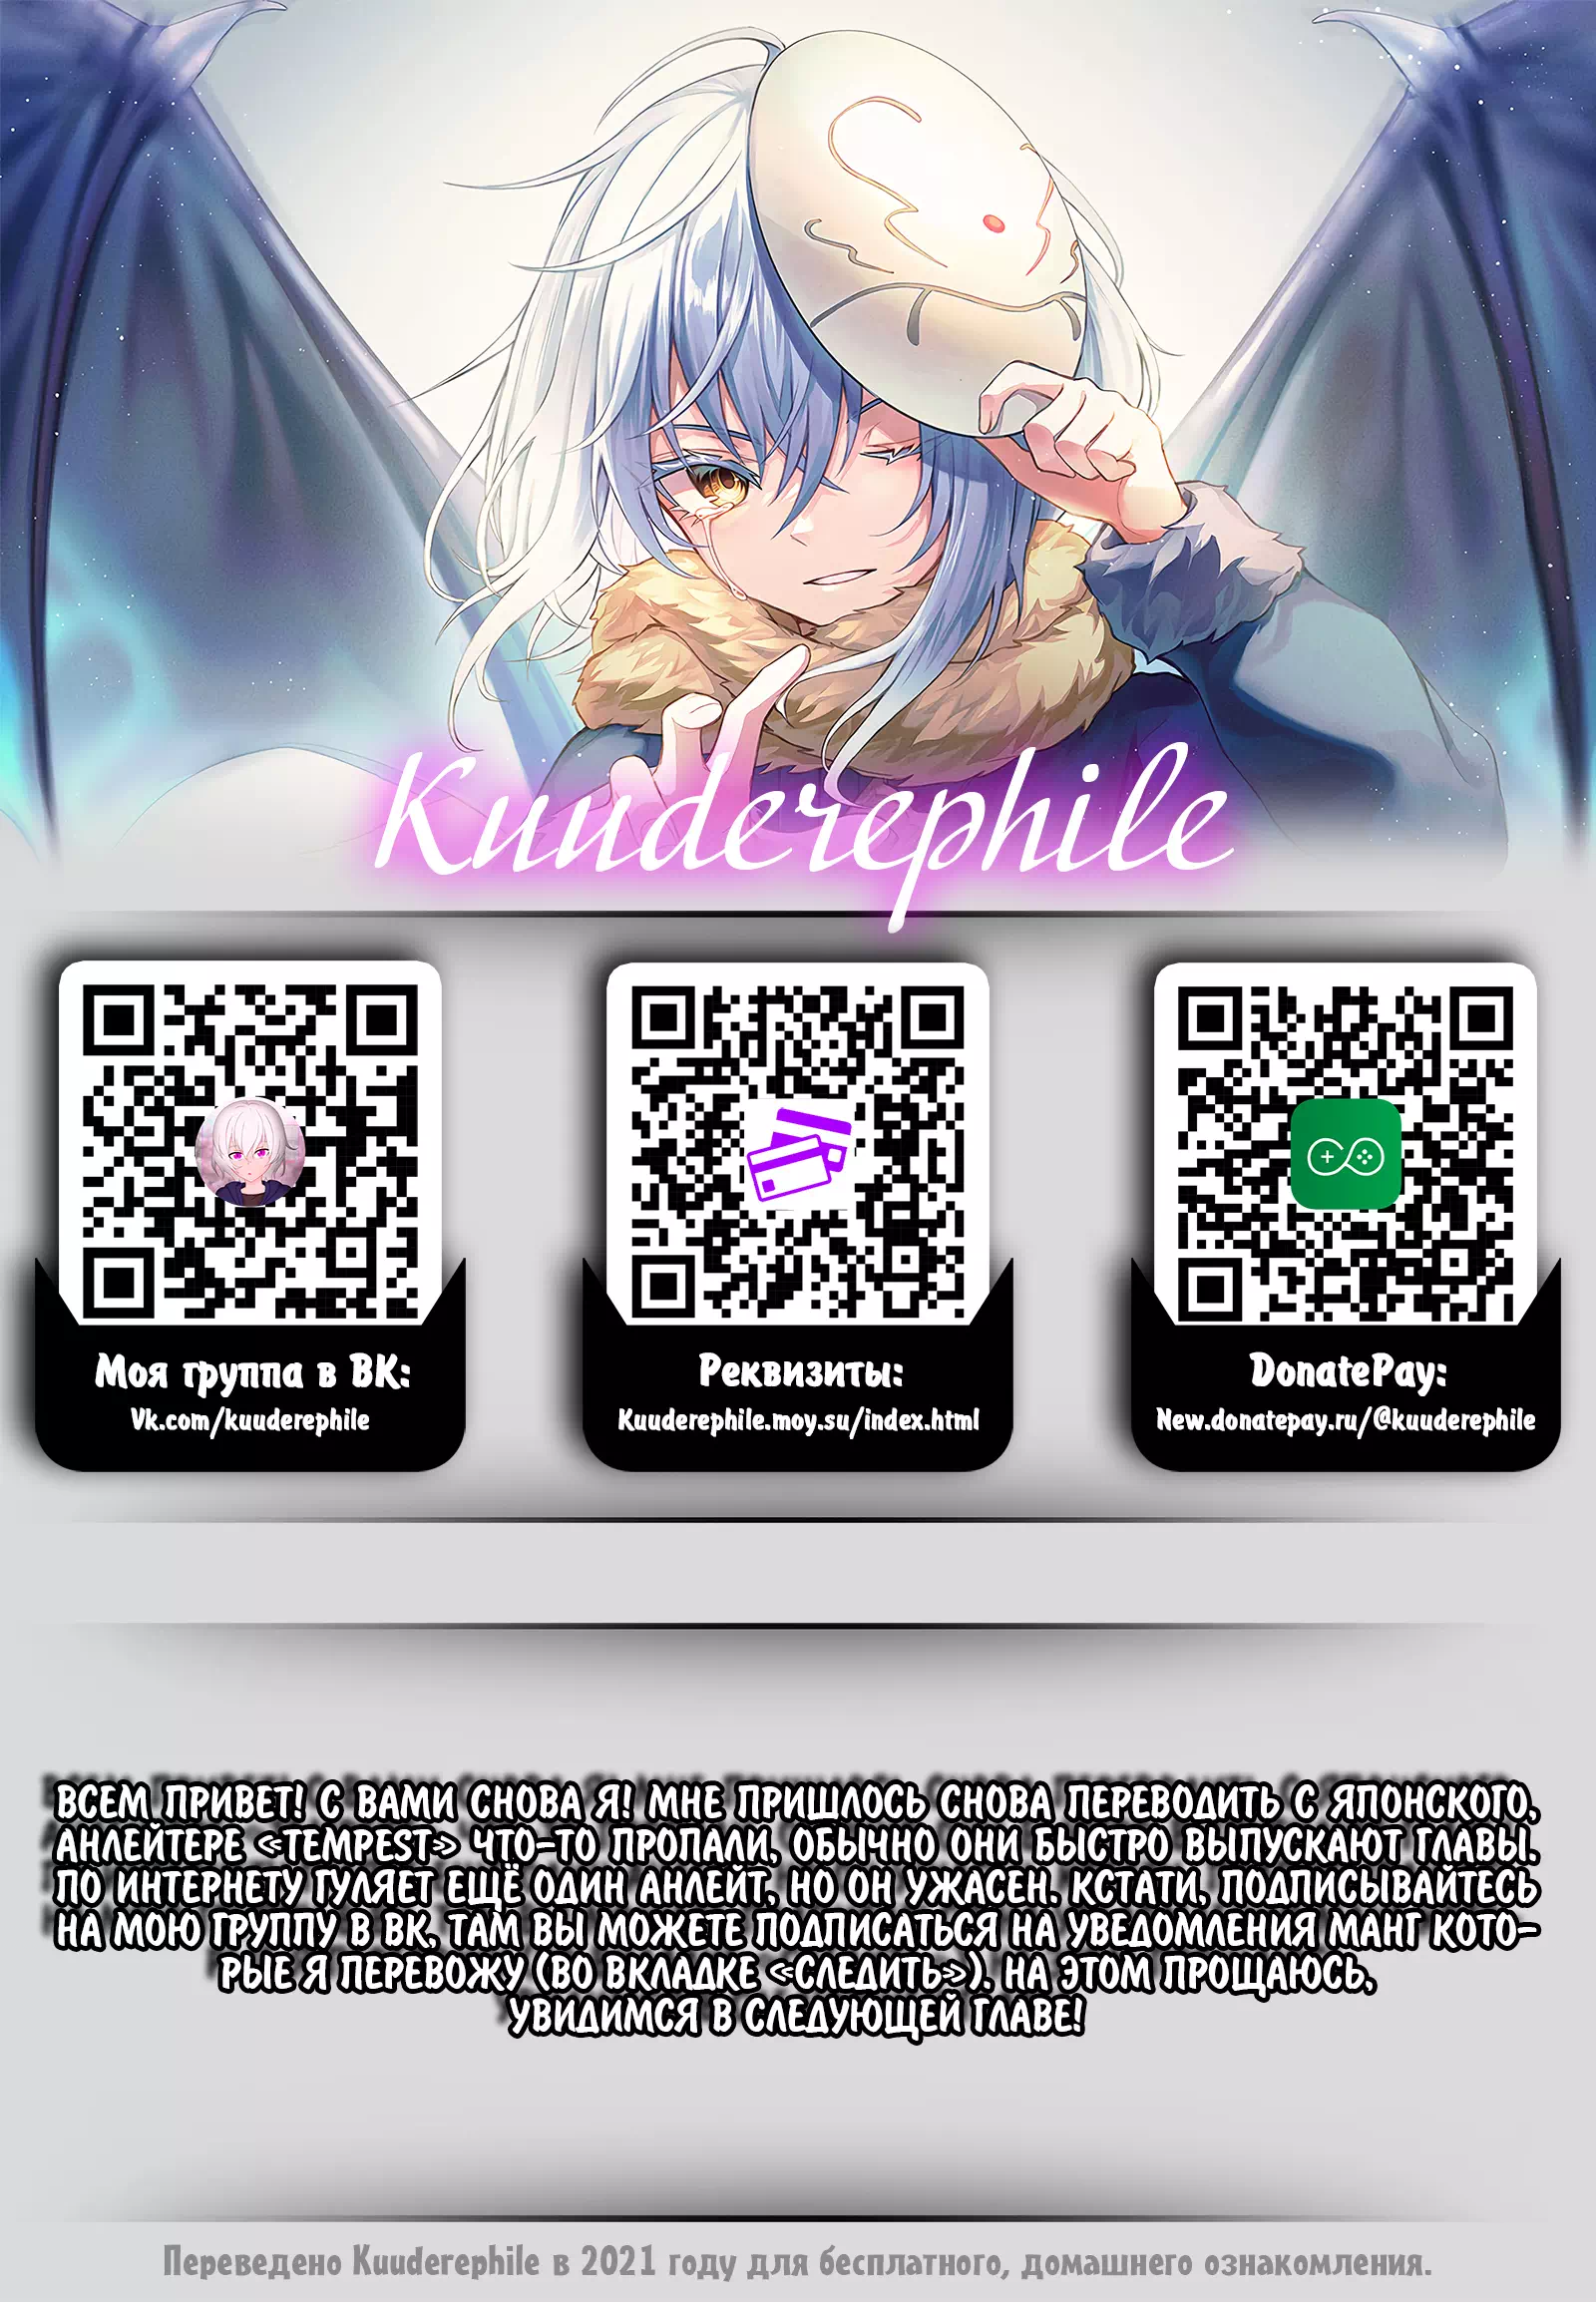 Kuuderephile
Моя группа в ВК:
Vk.com/kuuderephile
Реквизиты:
Kuuderephile.moy.su/index.html
DonatePay:
New.donatepay.ru/@kuuderephile
ВСЕМ ПРИВЕТ! С ВАМИ СНОВА Я! МНЕ ПРИШЛОСЬ СНОВА ПЕРЕВОДИТЬ С ЯПОНСКОГО,
АНЛЕЙТЕРЕ «TEMPEST» ЧТО-ТО ПРОПАЛИ, ОБЫЧНО ОНИ БЫСТРО ВЫПУСКАЮТ ГЛАВЫ.
ПО ИНТЕРНЕТУ ГУЛЯЕТ ЕЩЁ ОДИН АНЛЕЙТ, НО ОН УЖАСЕН. КСТАТИ, ПОДПИСЫВАЙТЕСЬ
НА МОЮ ГРУППУ В ВК, ТАМ ВЫ МОЖЕТЕ ПОДПИСАТЬСЯ НА УВЕДОМЛЕНИЯ МАНГ КОТО-
РЫЕ Я ПЕРЕВОЖУ (ВО ВКЛАДКЕ «СЛЕДИТЬ»). НА ЭТОМ ПРОЩАЮСЬ,
УВИДИМСЯ В СЛЕДУЮЩЕЙ ГЛАВЕ!
Переведено Kuuderephile в 2021 году для бесплатного, домашнего ознакомления.